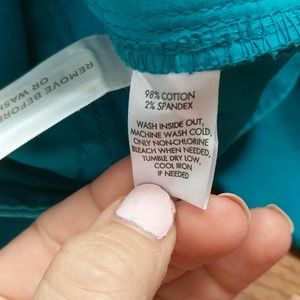 REMOVE BEFORE
OR WASH
98% COTTON
2% SPANDEX
WASH INSIDE OUT,
MACHINE WASH COLD,
ONLY NON-CHLORINE
BLEACH WHEN NEEDED,
TUMBLE DRY LOW,
COOL IRON
IF NEEDED